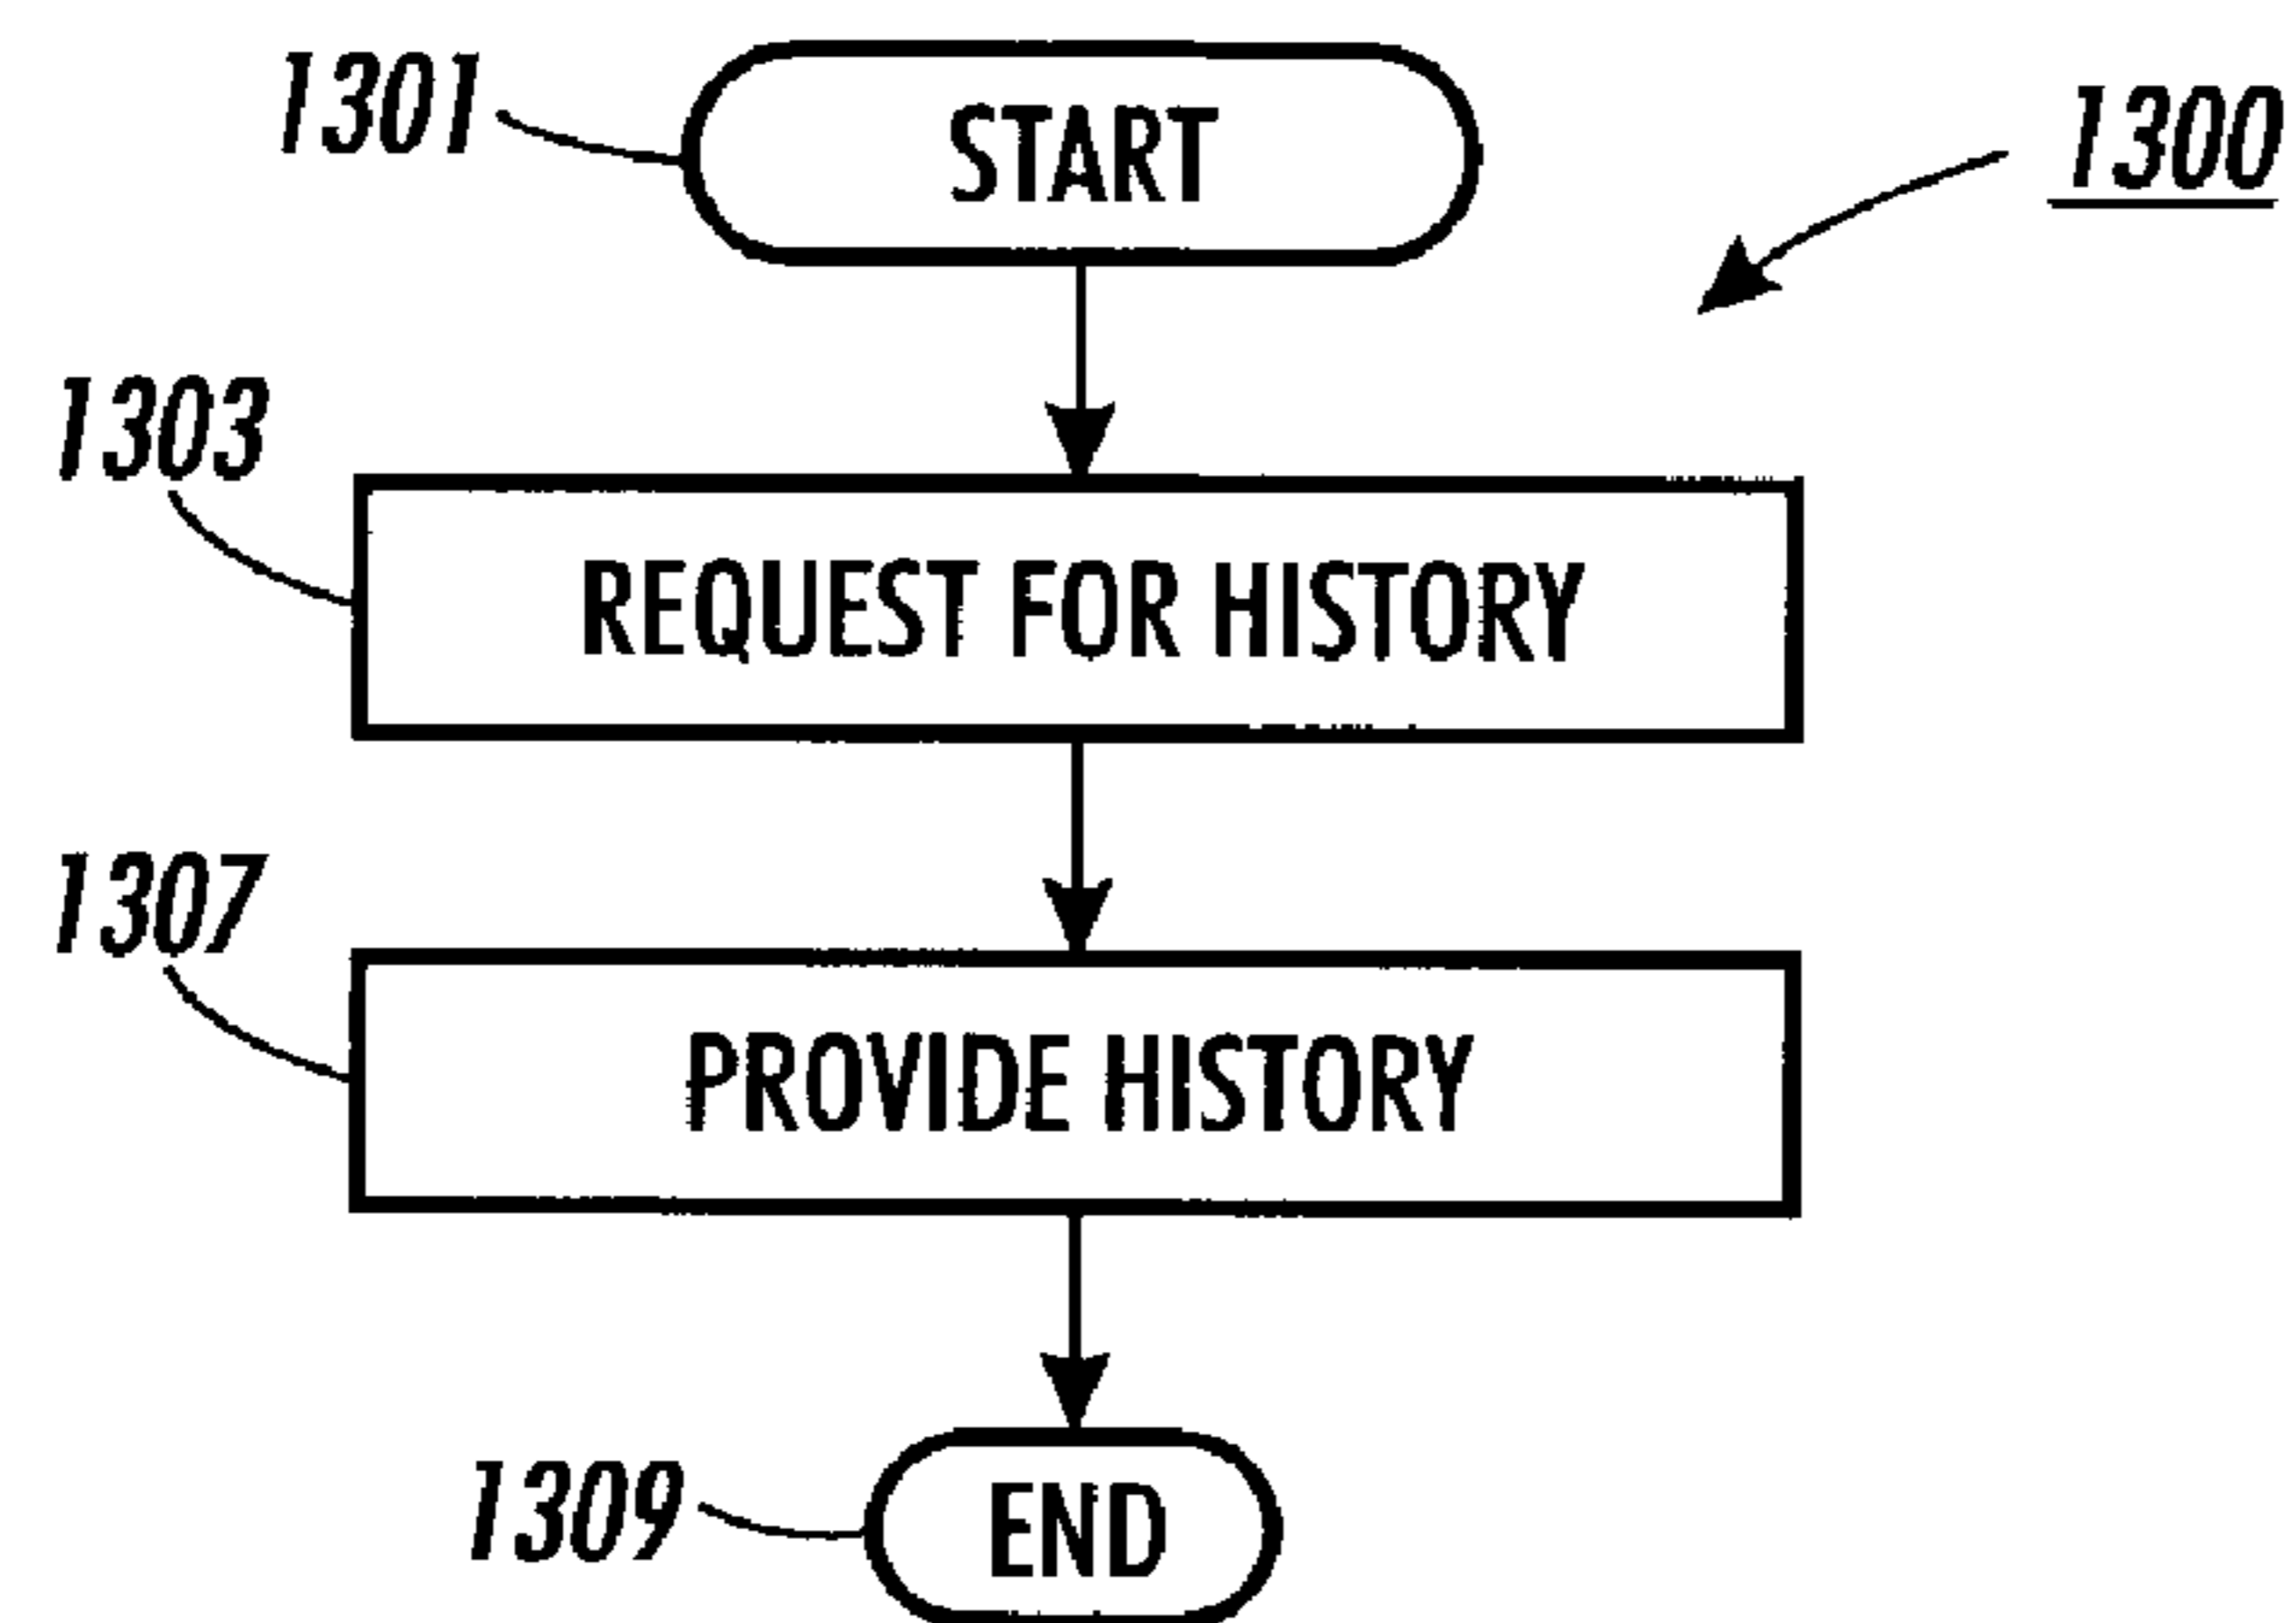 1301
START
1300
1303
REQUEST FOR HISTORY
1307
PROVIDE HISTORY
1309
END